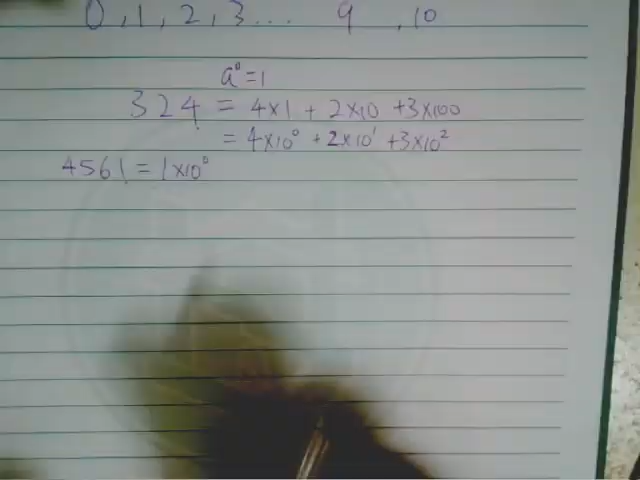 0, 1, 2, 3... 9, 10
a⁰ = 1
324 = 4×1 + 2×10 + 3×100
= 4×10⁰ + 2×10¹ + 3×10²
4561 = 1×10⁰